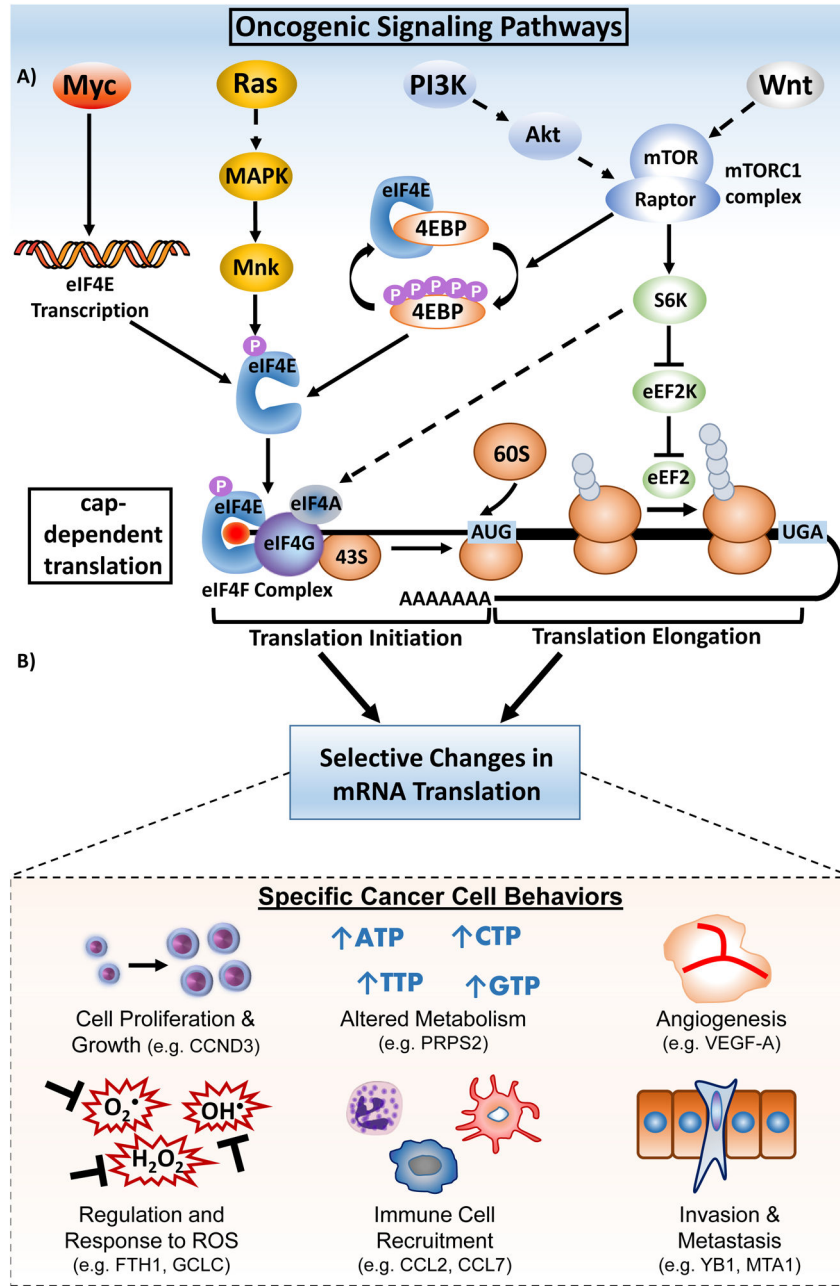 Oncogenic Signaling Pathways
A)
Myc
Ras
PI3K
Wnt
Akt
mTOR
mTORC1
complex
Raptor
MAPK
eIF4E
4EBP
Mnk
eIF4E
Transcription
P P P P P
4EBP
S6K
P
eIF4E
eEF2K
60S
eEF2
cap-
dependent
translation
P
eIF4E
eIF4A
eIF4G
43S
AUG
UGA
eIF4F Complex
AAAAAAA
Translation Initiation
Translation Elongation
B)
Selective Changes in
mRNA Translation
Specific Cancer Cell Behaviors
↑ATP ↑CTP
↑TTP ↑GTP
Cell Proliferation &
Growth (e.g. CCND3)
Altered Metabolism
(e.g. PRPS2)
Angiogenesis
(e.g. VEGF-A)
O₂•
OH•
H₂O₂
Regulation and
Response to ROS
(e.g. FTH1, GCLC)
Immune Cell
Recruitment
(e.g. CCL2, CCL7)
Invasion &
Metastasis
(e.g. YB1, MTA1)